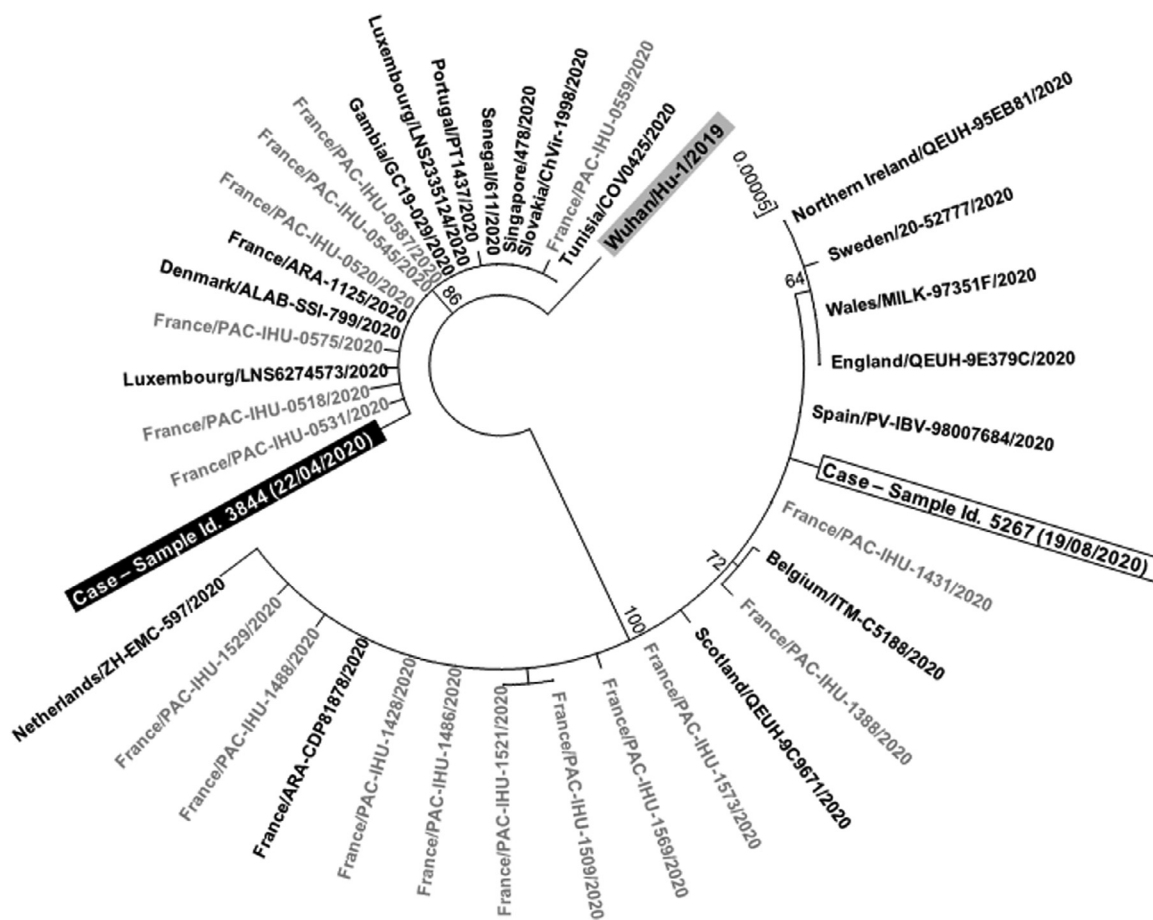 Wuhan/Hu-1/2019
Tunisia/COV0425/2020
France/PAC-IHU-0559/2020
Slovakia/ChVir-1998/2020
Singapore/478/2020
Senegal/611/2020
Portugal/PT1437/2020
Luxembourg/LNS2335124/2020
Gambia/GC19-029/2020
France/PAC-IHU-0587/2020
France/PAC-IHU-0545/2020
France/PAC-IHU-0520/2020
France/ARA-1125/2020
Denmark/ALAB-SSI-799/2020
France/PAC-IHU-0575/2020
Luxembourg/LNS6274573/2020
France/PAC-IHU-0518/2020
France/PAC-IHU-0531/2020
Case – Sample Id. 3844 (22/04/2020)
Netherlands/ZH-EMC-597/2020
France/PAC-IHU-1529/2020
France/PAC-IHU-1488/2020
France/ARA-CDP81878/2020
France/PAC-IHU-1428/2020
France/PAC-IHU-1486/2020
France/PAC-IHU-1521/2020
France/PAC-IHU-1509/2020
France/PAC-IHU-1569/2020
France/PAC-IHU-1573/2020
Scotland/QEUH-9C9671/2020
France/PAC-IHU-1388/2020
Belgium/ITM-C5188/2020
France/PAC-IHU-1431/2020
Case – Sample Id. 5267 (19/08/2020)
Spain/PV-IBV-98007684/2020
England/QEUH-9E379C/2020
Wales/MILK-97351F/2020
Sweden/20-52777/2020
Northern Ireland/QEUH-95EB81/2020
0.00005
86
64
72
100